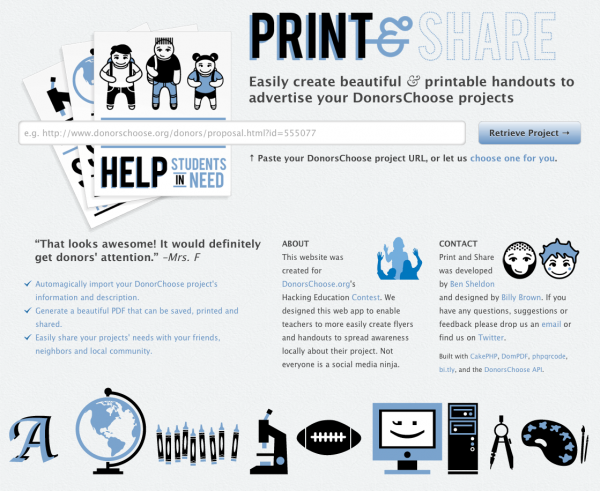 PRINT & SHARE
Easily create beautiful & printable handouts to
advertise your DonorsChoose projects
e.g. http://www.donorschoose.org/donors/proposal.html?id=555077
Retrieve Project →
↑ Paste your DonorsChoose project URL, or let us choose one for you.
HELP STUDENTS
IN NEED
“That looks awesome! It would definitely
get donors' attention.” –Mrs. F
Automagically import your DonorChoose project's
information and description.
Generate a beautiful PDF that can be saved, printed and
shared.
Easily share your projects' needs with your friends,
neighbors and local community.
ABOUT
This website was
created for
DonorsChoose.org's
Hacking Education Contest. We
designed this web app to enable
teachers to more easily create flyers
and handouts to spread awareness
locally about their project. Not
everyone is a social media ninja.
CONTACT
Print and Share
was developed
by Ben Sheldon
and designed by Billy Brown. If you
have any questions, suggestions or
feedback please drop us an email or
find us on Twitter.
Built with CakePHP, DomPDF, phpqrcode,
bi.tly, and the DonorsChoose API.
A